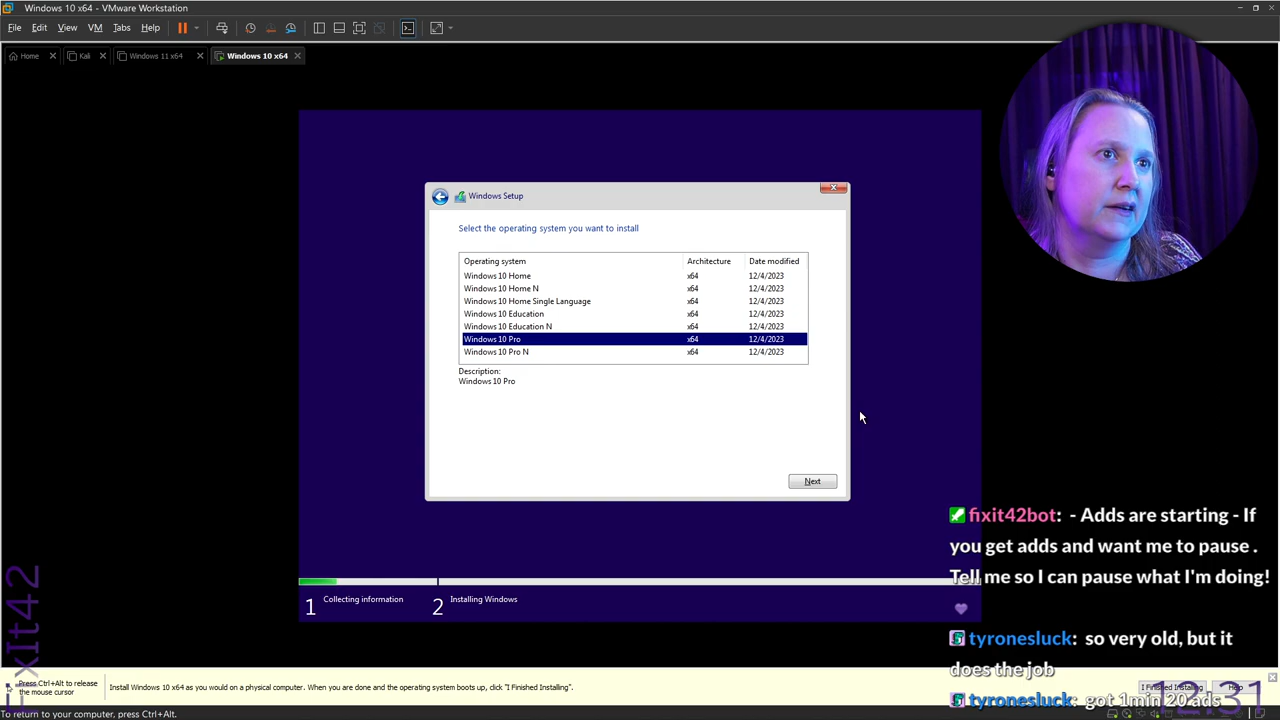 Windows 10 x64 - VMware Workstation
File Edit View VM Tabs Help
Home Kali Windows 11 x64 Windows 10 x64
Windows Setup
Select the operating system you want to install
Operating system Architecture Date modified
Windows 10 Home x64 12/4/2023
Windows 10 Home N x64 12/4/2023
Windows 10 Home Single Language x64 12/4/2023
Windows 10 Education x64 12/4/2023
Windows 10 Education N x64 12/4/2023
Windows 10 Pro x64 12/4/2023
Windows 10 Pro N x64 12/4/2023
Description:
Windows 10 Pro
Next
1 Collecting information 2 Installing Windows
fixit42bot: - Adds are starting - If
you get adds and want me to pause .
Tell me so I can pause what I'm doing!
tyronesluck: so very old, but it
does the job
tyronesluck: got 1min 20 ads
FixIt42
Press Ctrl+Alt to release
the mouse cursor
Install Windows 10 x64 as you would on a physical computer. When you are done and the operating system boots up, click "I Finished Installing".
I Finished Installing Help
12:31
To return to your computer, press Ctrl+Alt.